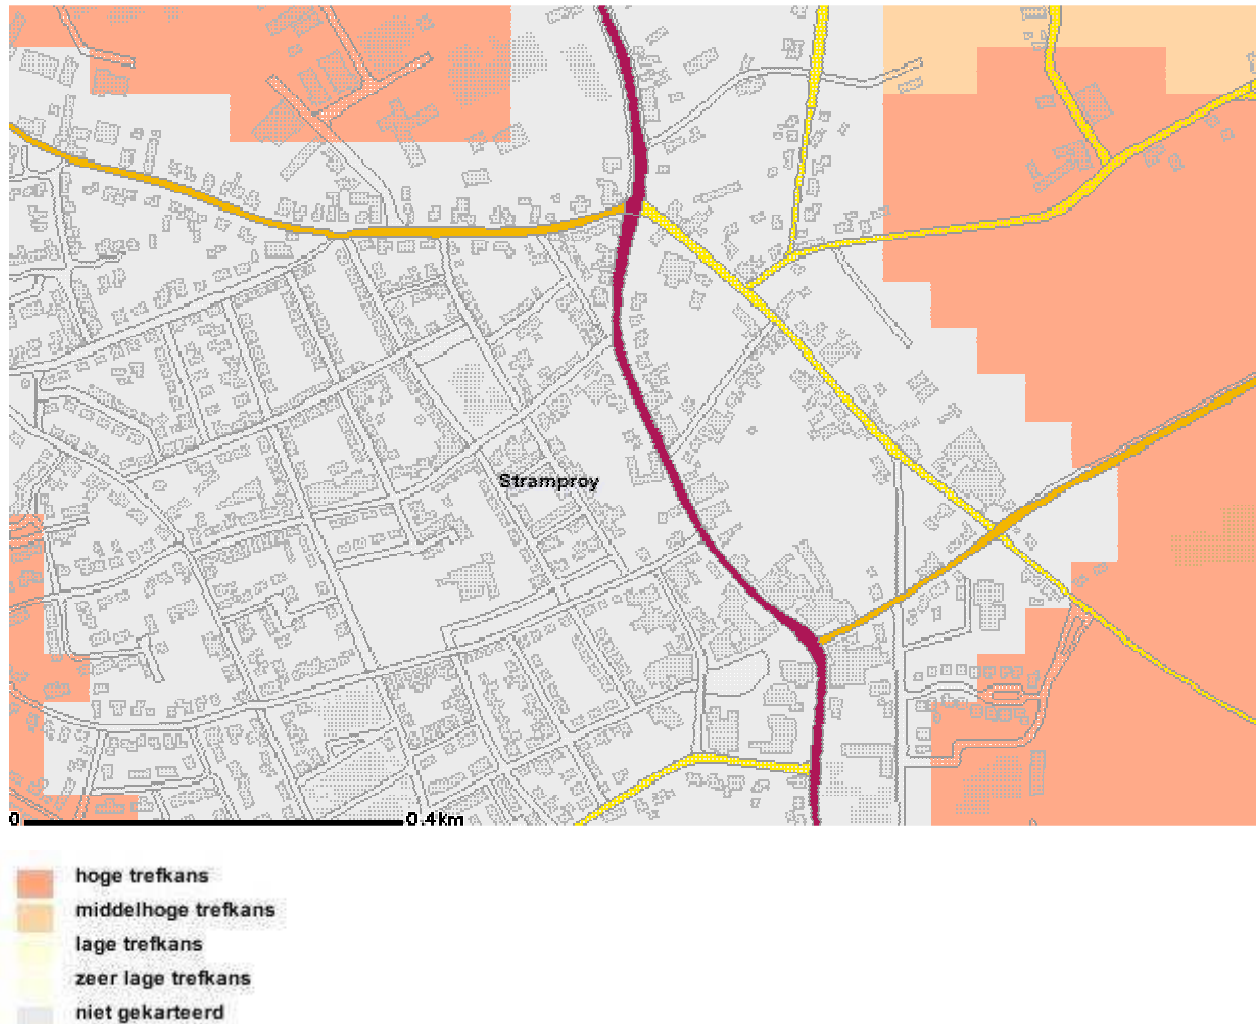 Stramproy
0 0.4km
hoge trefkans
middelhoge trefkans
lage trefkans
zeer lage trefkans
niet gekarteerd